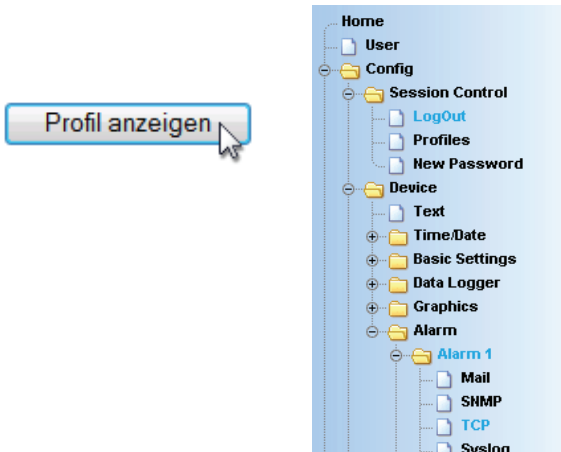 Profil anzeigen
Home
User
Config
Session Control
LogOut
Profiles
New Password
Device
Text
Time/Date
Basic Settings
Data Logger
Graphics
Alarm
Alarm 1
Mail
SNMP
TCP
Syslog